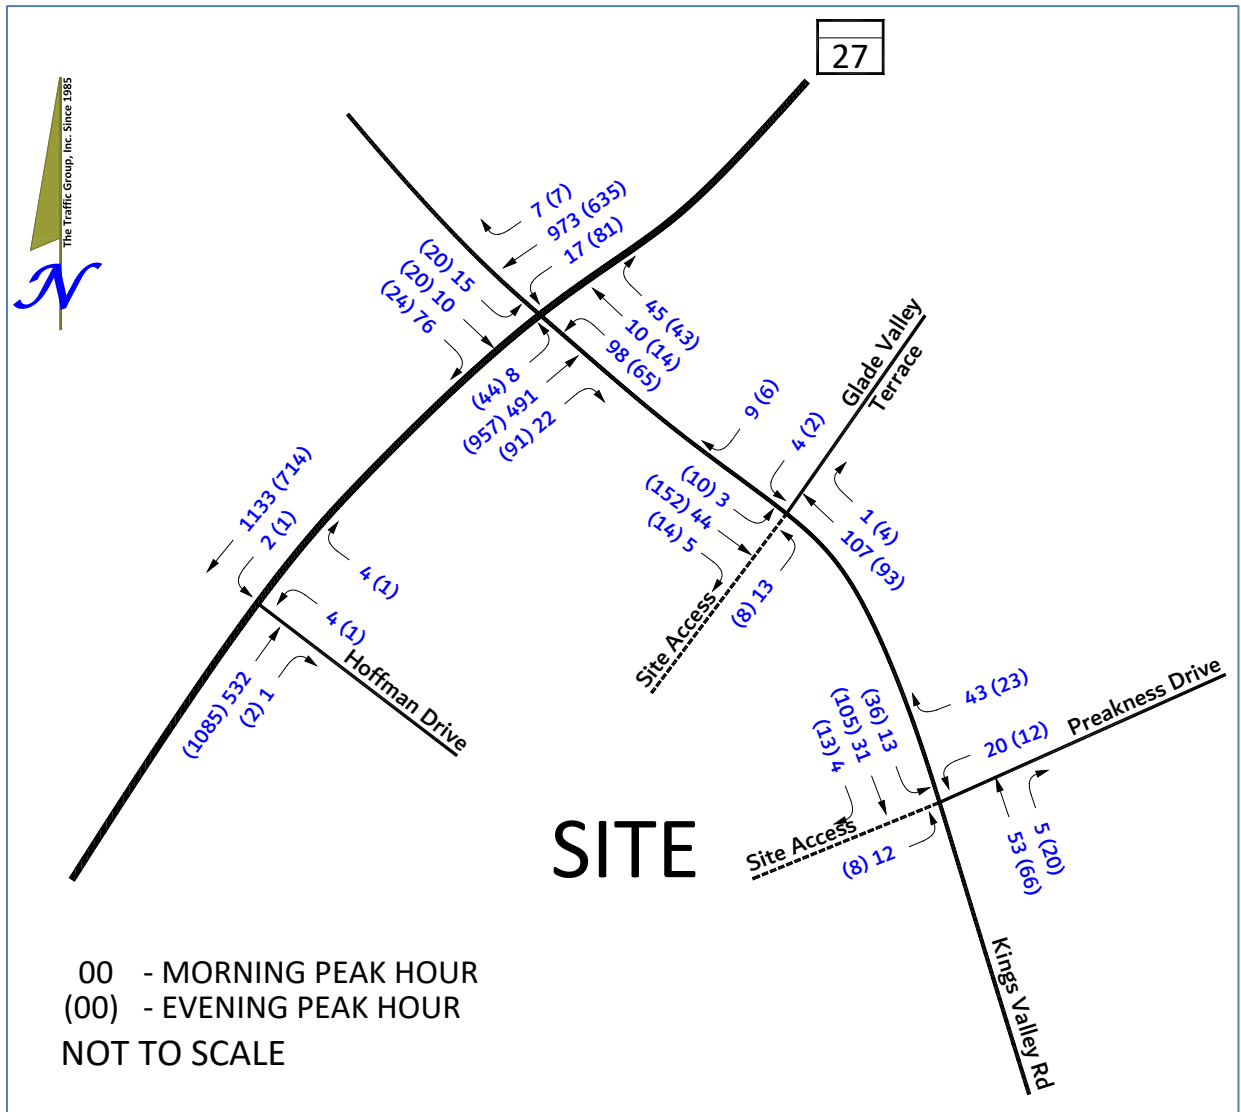 27
The Traffic Group, Inc. Since 1985
N
7 (7)
973 (635)
17 (81)
(20) 15
(20) 10
(24) 76
45 (43)
10 (14)
98 (65)
(44) 8
(957) 491
(91) 22
Glade Valley
Terrace
9 (6)
4 (2)
(10) 3
(152) 44
(14) 5
1 (4)
107 (93)
(8) 13
Site Access
1133 (714)
2 (1)
4 (1)
4 (1)
Hoffman Drive
(1085) 532
(2) 1
43 (23)
20 (12)
Preakness Drive
(36) 13
(105) 31
(13) 4
Site Access
(8) 12
5 (20)
53 (66)
SITE
Kings Valley Rd
00 - MORNING PEAK HOUR
(00) - EVENING PEAK HOUR
NOT TO SCALE